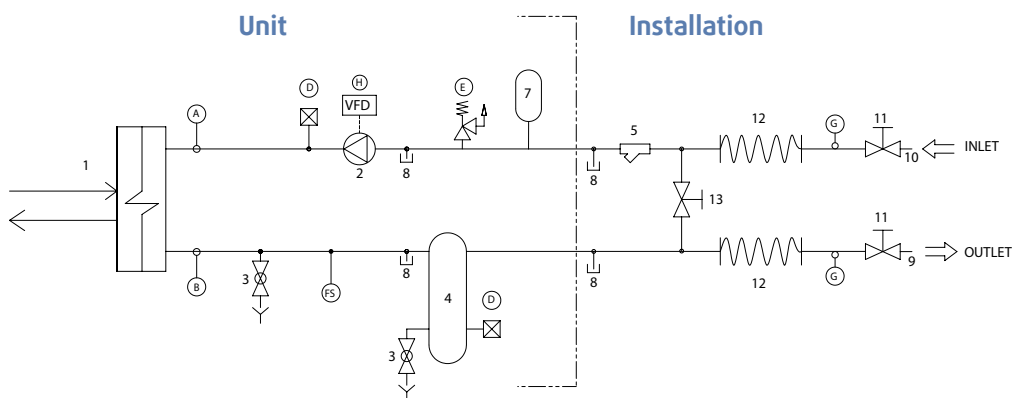 Unit
Installation
H
D
VFD
E
7
A
5
12
G
11
1
2
8
8
10
INLET
13
11
3
8
4
8
12
9
OUTLET
B
FS
D
G
3